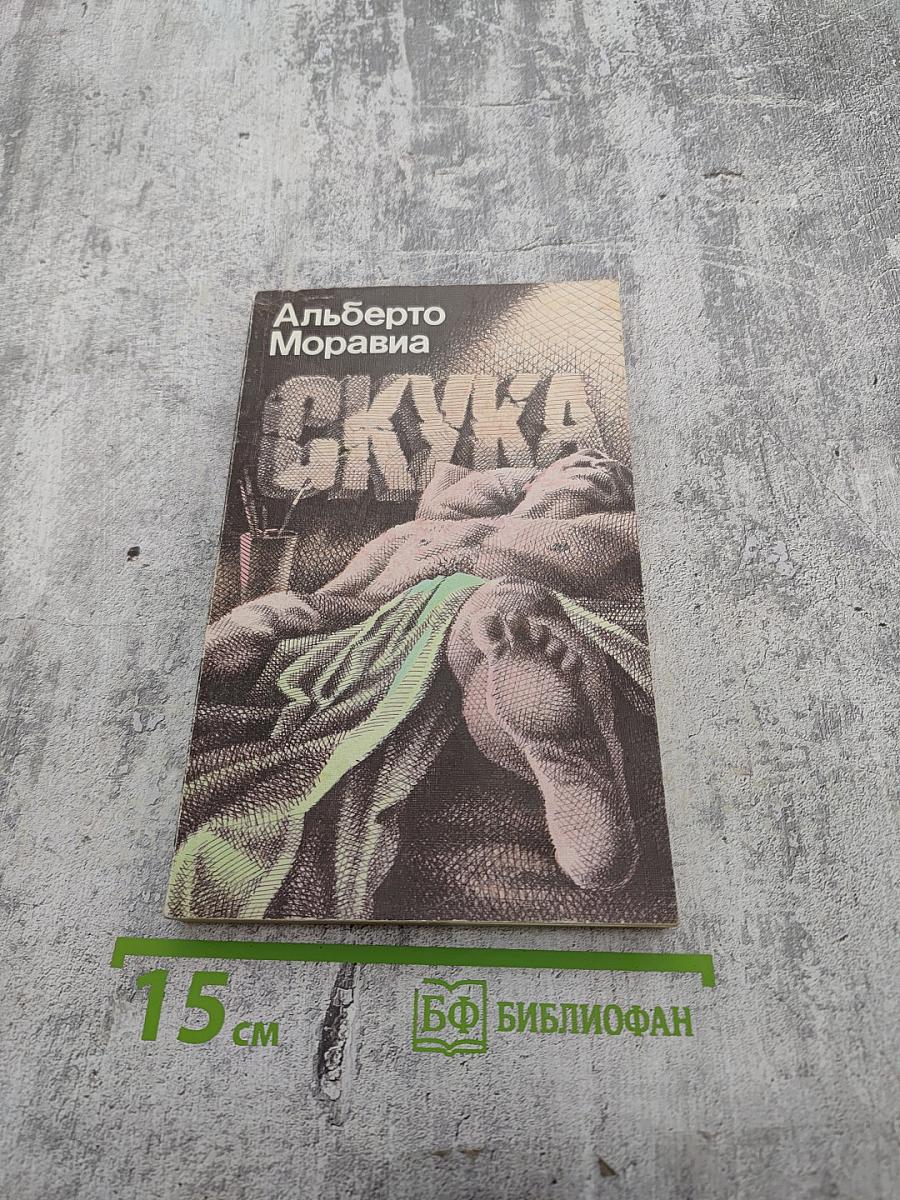 Альберто
Моравиа
СКУКА
15 см
БФ БИБЛИОФАН